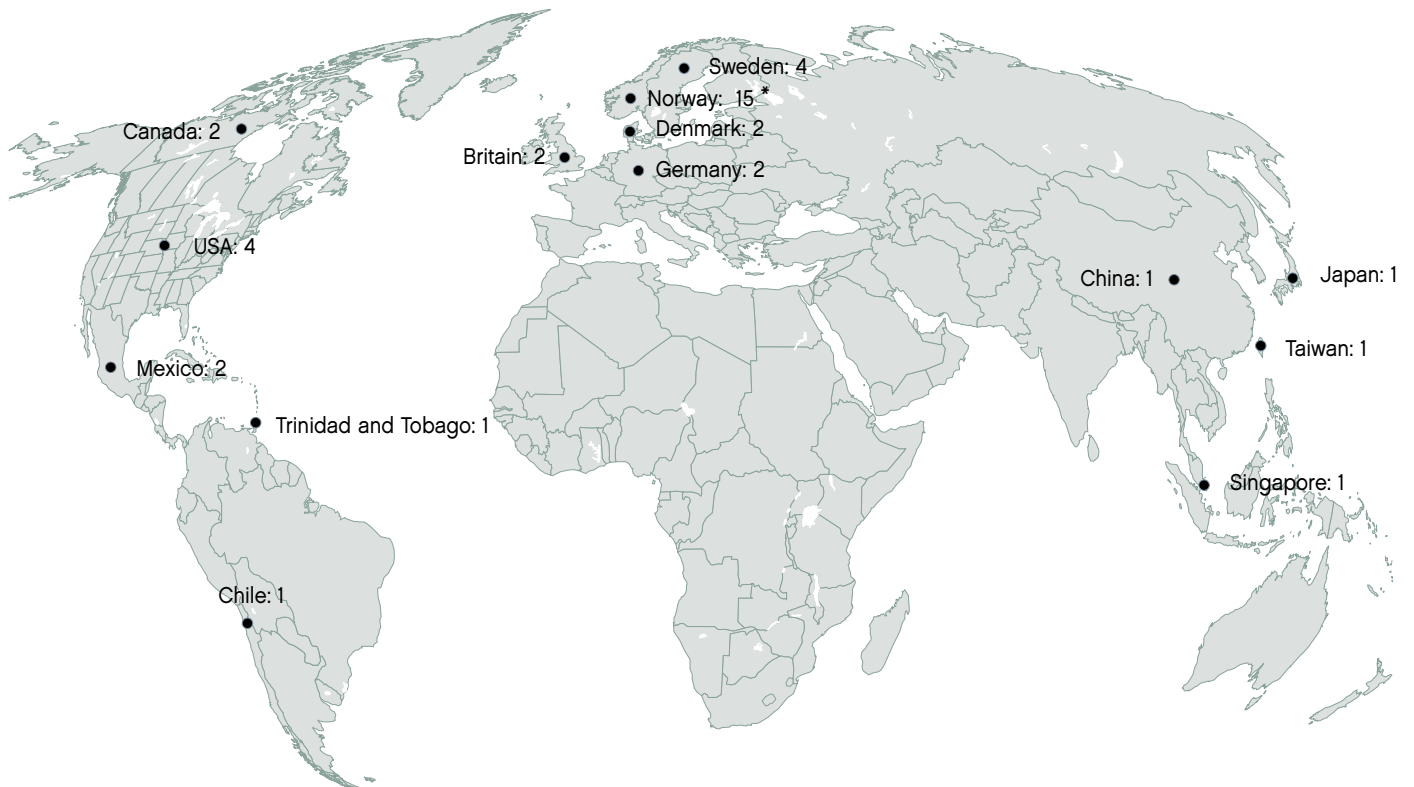 Sweden: 4
Norway: 15 *
Denmark: 2
Canada: 2
Britain: 2
Germany: 2
USA: 4
China: 1
Japan: 1
Taiwan: 1
Mexico: 2
Trinidad and Tobago: 1
Singapore: 1
Chile: 1